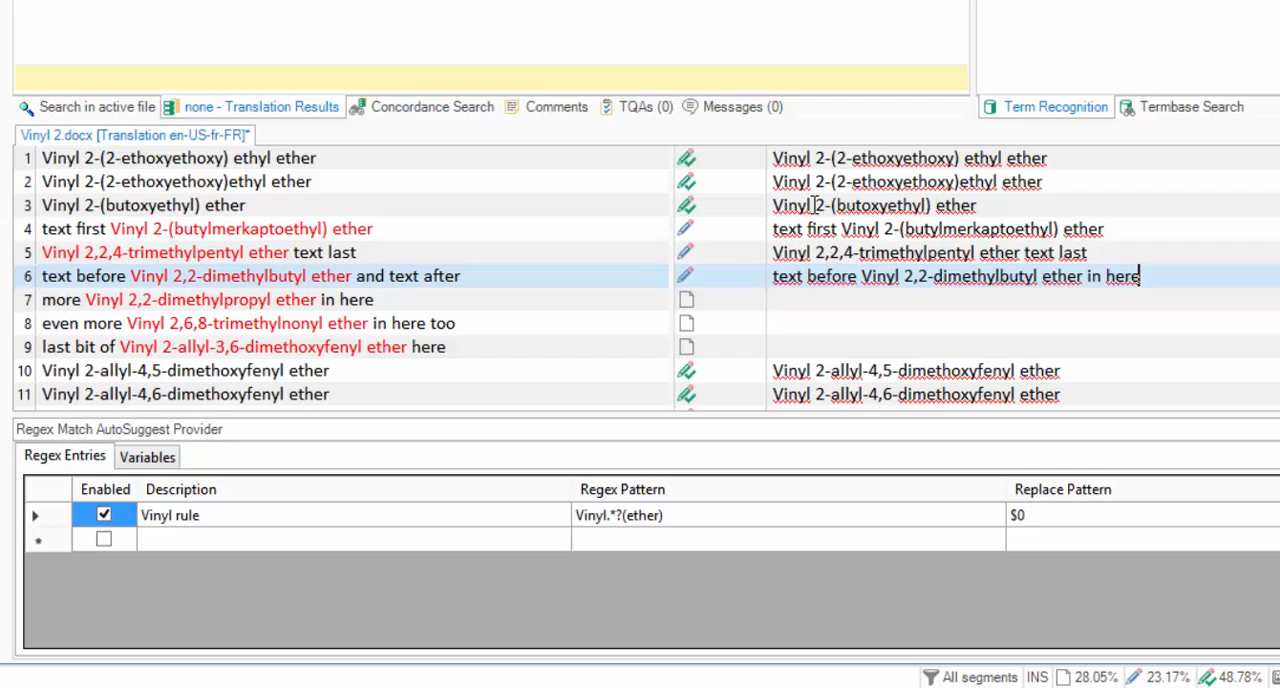 Search in active file none - Translation Results Concordance Search Comments TQAs (0) Messages (0) Term Recognition Termbase Search
Vinyl 2.docx [Translation en-US-fr-FR]*
1 Vinyl 2-(2-ethoxyethoxy) ethyl ether Vinyl 2-(2-ethoxyethoxy) ethyl ether
2 Vinyl 2-(2-ethoxyethoxy)ethyl ether Vinyl 2-(2-ethoxyethoxy)ethyl ether
3 Vinyl 2-(butoxyethyl) ether Vinyl 2-(butoxyethyl) ether
4 text first Vinyl 2-(butylmerkaptoethyl) ether text first Vinyl 2-(butylmerkaptoethyl) ether
5 Vinyl 2,2,4-trimethylpentyl ether text last Vinyl 2,2,4-trimethylpentyl ether text last
6 text before Vinyl 2,2-dimethylbutyl ether and text after text before Vinyl 2,2-dimethylbutyl ether in here
7 more Vinyl 2,2-dimethylpropyl ether in here
8 even more Vinyl 2,6,8-trimethylnonyl ether in here too
9 last bit of Vinyl 2-allyl-3,6-dimethoxyfenyl ether here
10 Vinyl 2-allyl-4,5-dimethoxyfenyl ether Vinyl 2-allyl-4,5-dimethoxyfenyl ether
11 Vinyl 2-allyl-4,6-dimethoxyfenyl ether Vinyl 2-allyl-4,6-dimethoxyfenyl ether
Regex Match AutoSuggest Provider
Regex Entries Variables
Enabled Description Regex Pattern Replace Pattern
Vinyl rule Vinyl.*?(ether) $0
All segments INS 28.05% 23.17% 48.78%